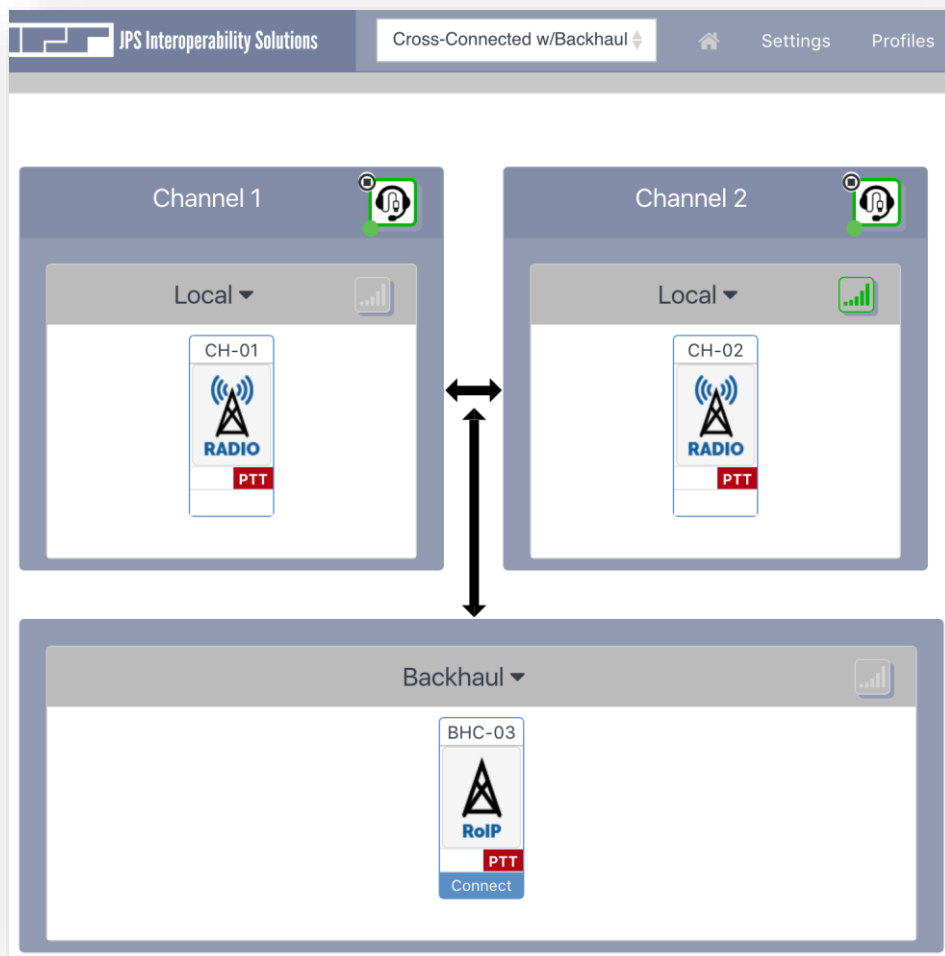 JPS Interoperability Solutions
Cross-Connected w/Backhaul
Settings
Profiles
Channel 1
Channel 2
Local
Local
CH-01
CH-02
RADIO
RADIO
PTT
PTT
Backhaul
BHC-03
RoIP
PTT
Connect